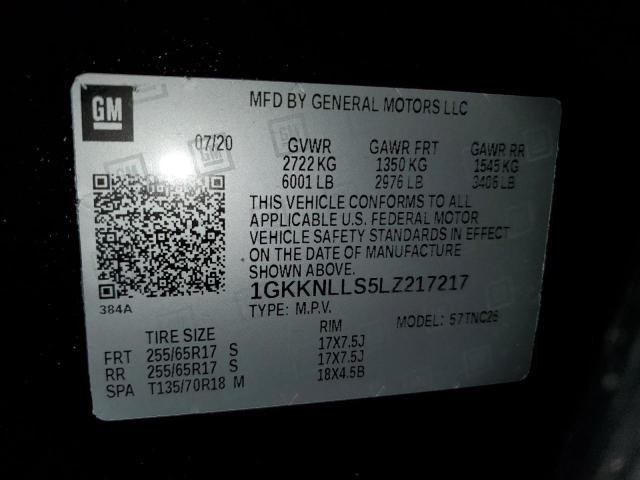 GM
MFD BY GENERAL MOTORS LLC
07/20 GVWR GAWR FRT GAWR RR
2722 KG 1350 KG 1545 KG
6001 LB 2976 LB 3406 LB
THIS VEHICLE CONFORMS TO ALL
APPLICABLE U.S. FEDERAL MOTOR
VEHICLE SAFETY STANDARDS IN EFFECT
ON THE DATE OF MANUFACTURE
SHOWN ABOVE.
384A
1GKKNLLS5LZ217217
TYPE: M.P.V. MODEL: 57TNC26
TIRE SIZE RIM
FRT 255/65R17 S 17X7.5J
RR 255/65R17 S 17X7.5J
SPA T135/70R18 M 18X4.5B